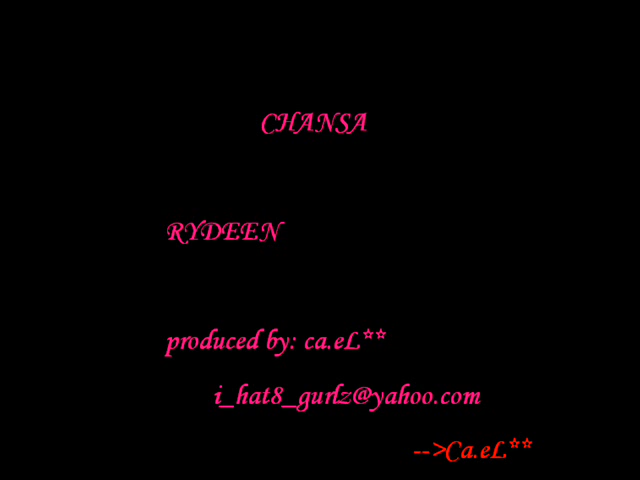 CHANSA
RYDEEN
produced by: ca.eL**
i_hat8_gurlz@yahoo.com
-->Ca.eL**